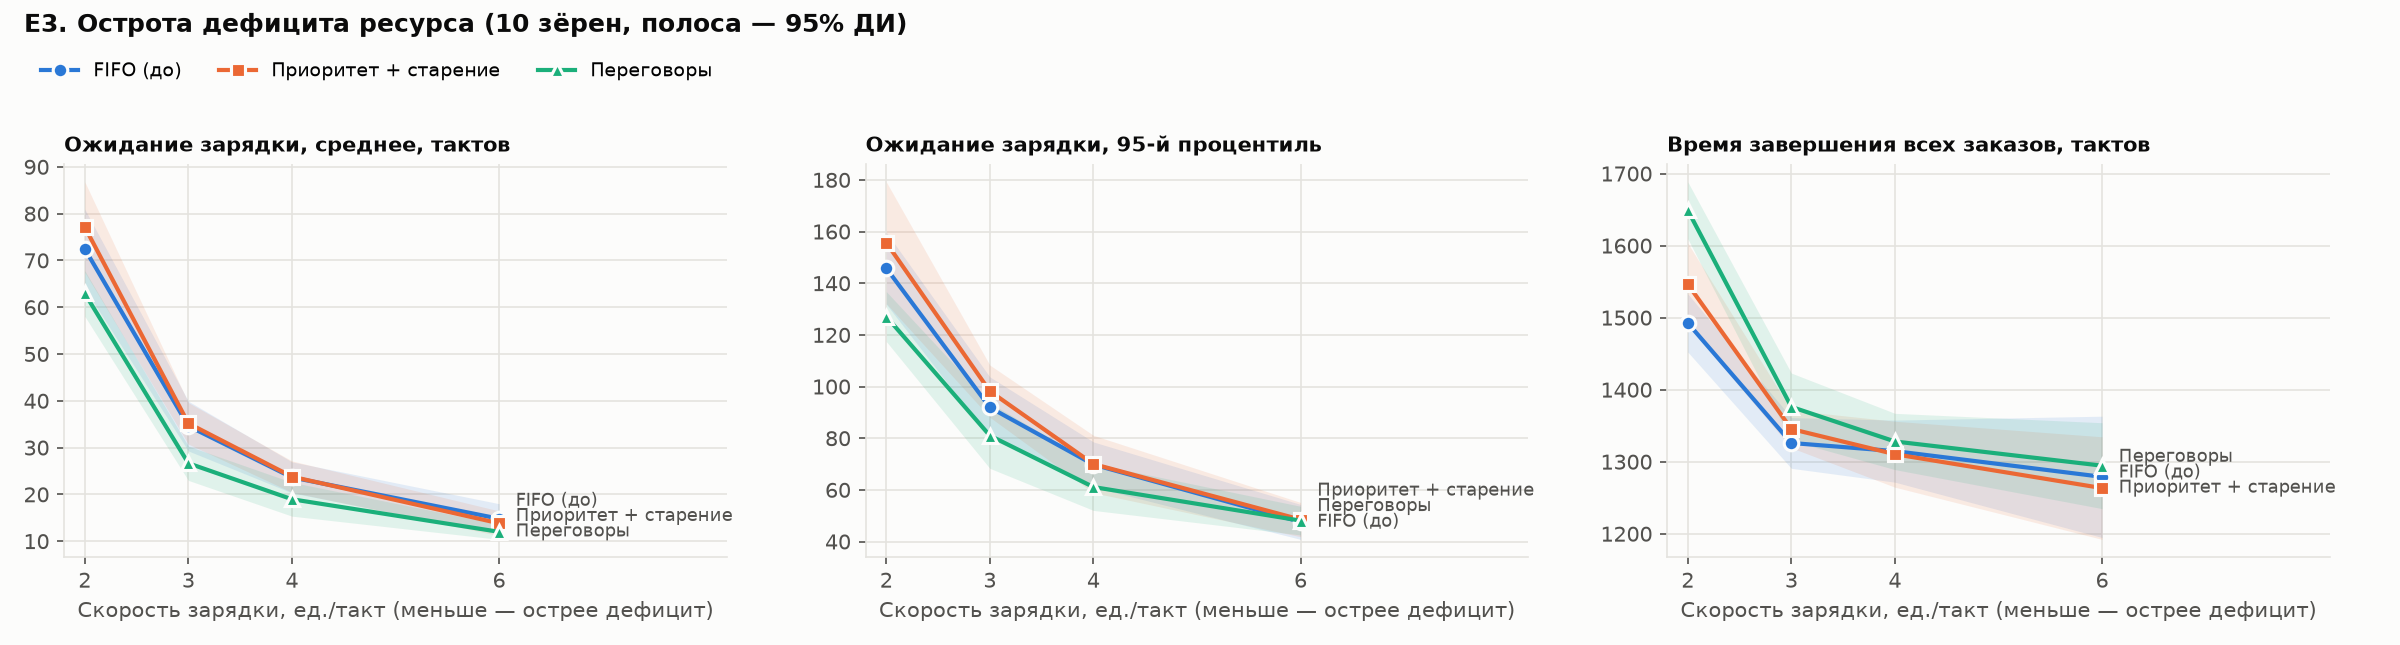 E3. Острота дефицита ресурса (10 зёрен, полоса — 95% ДИ)
FIFO (до)
Приоритет + старение
Переговоры
Ожидание зарядки, среднее, тактов
90
80
70
60
50
40
30
20
10
FIFO (до)
Приоритет + старение
Переговоры
2
3
4
6
Скорость зарядки, ед./такт (меньше — острее дефицит)
Ожидание зарядки, 95-й процентиль
180
160
140
120
100
80
60
40
Приоритет + старение
Переговоры
FIFO (до)
2
3
4
6
Скорость зарядки, ед./такт (меньше — острее дефицит)
Время завершения всех заказов, тактов
1700
1600
1500
1400
1300
1200
Переговоры
FIFO (до)
Приоритет + старение
2
3
4
6
Скорость зарядки, ед./такт (меньше — острее дефицит)